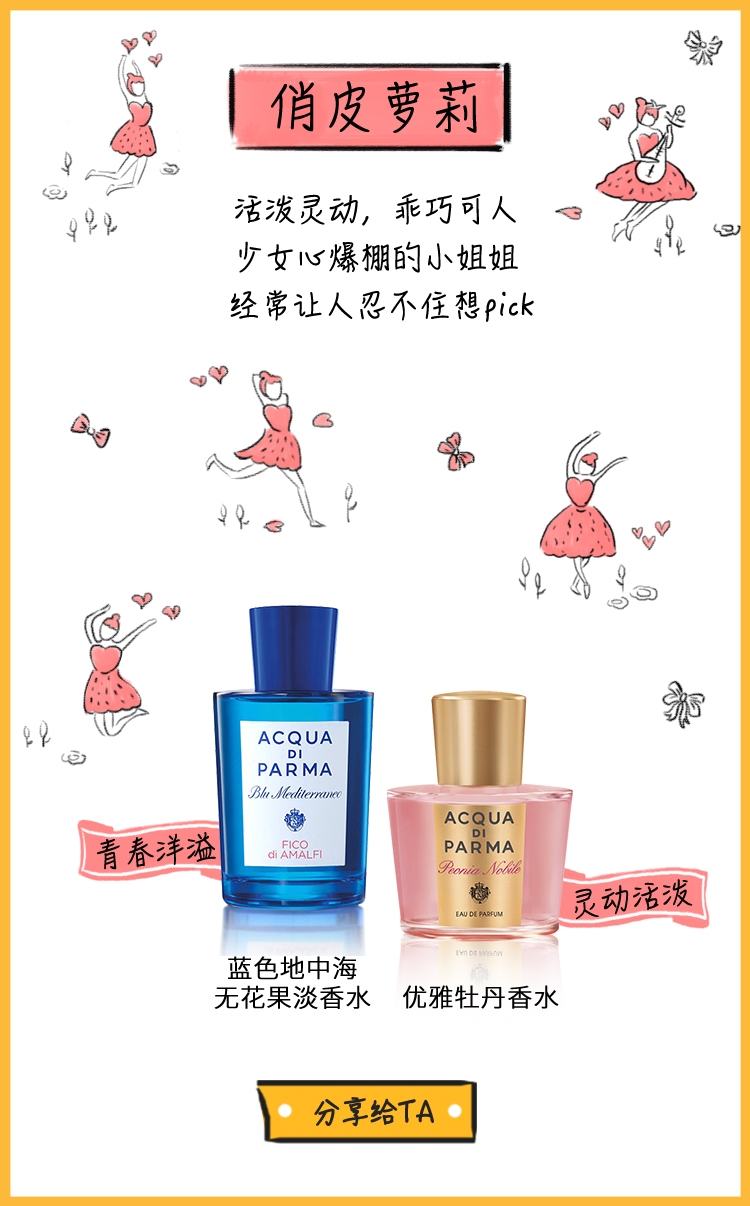 俏皮萝莉
活泼灵动，乖巧可人
少女心爆棚的小姐姐
经常让人忍不住想pick
ACQUA
DI
PARMA
Blu Mediterraneo
FICO
di AMALFI
青春洋溢
ACQUA
DI
PARMA
Peonia Nobile
EAU DE PARFUM
灵动活泼
蓝色地中海
无花果淡香水
优雅牡丹香水
分享给TA